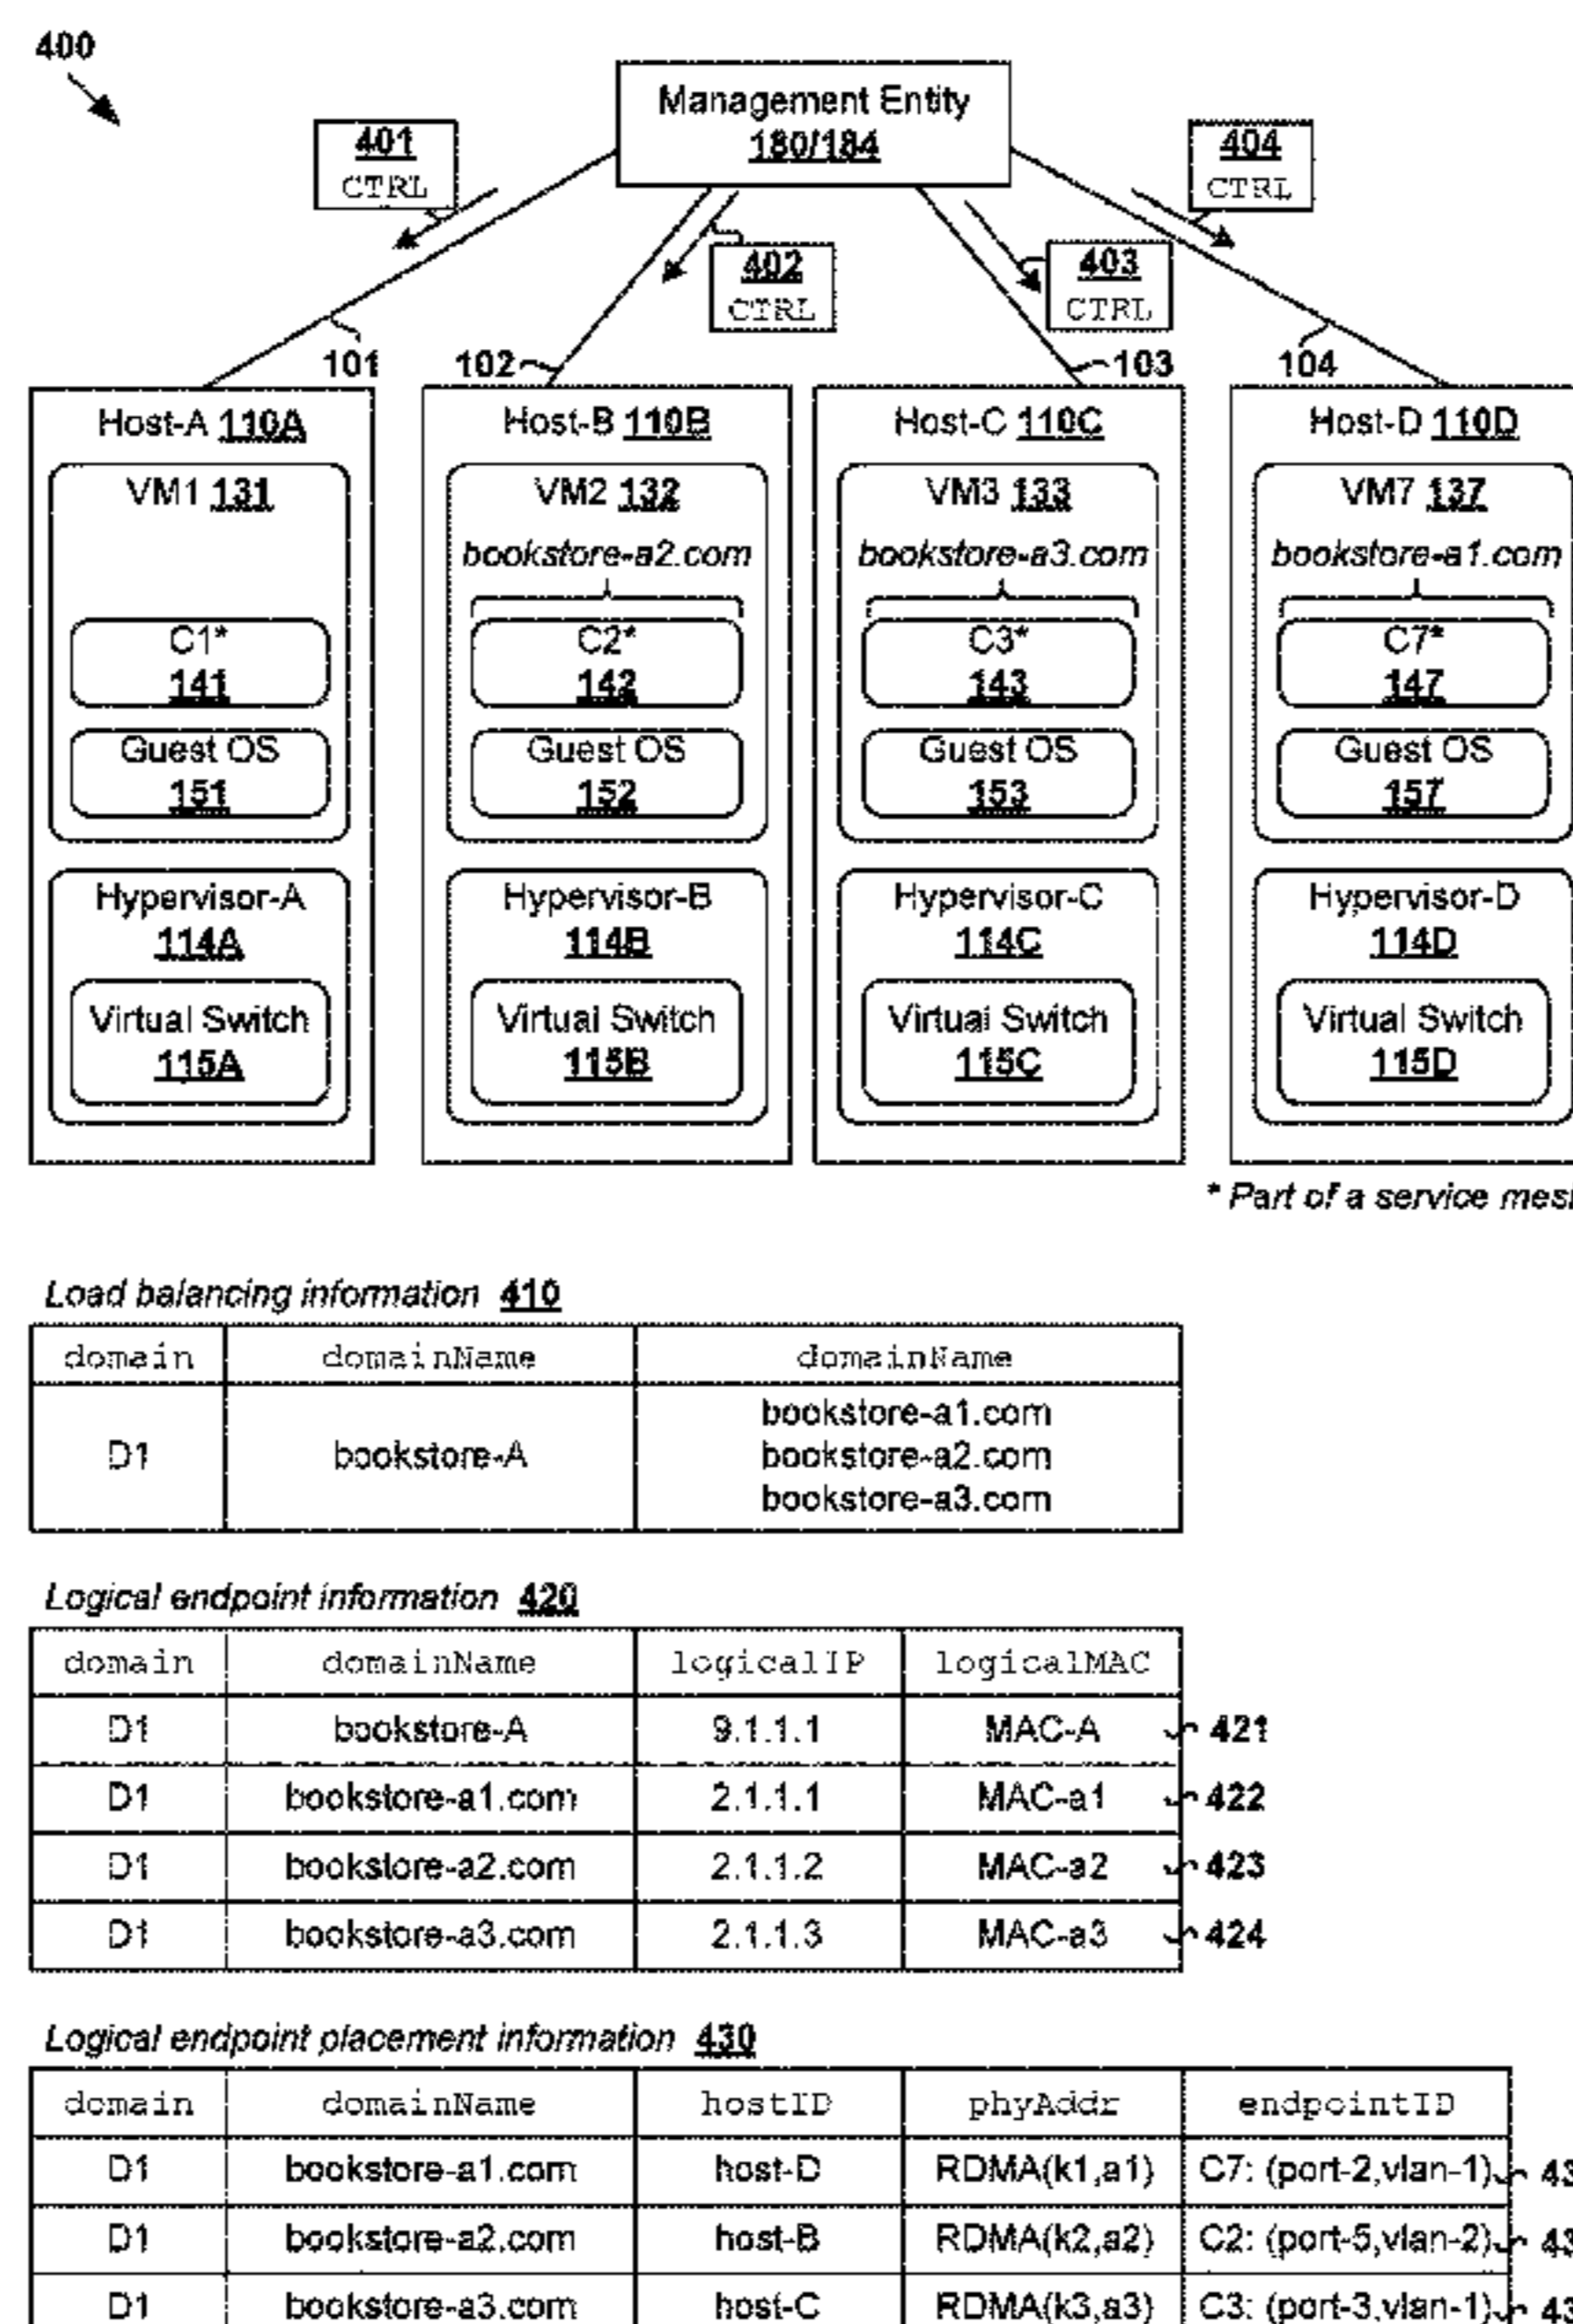 400
Management Entity
180/184
401
CTRL
404
CTRL
402
CTRL
403
CTRL
101
102
103
104
Host-A 110A
Host-B 110B
Host-C 110C
Host-D 110D
VM1 131
VM2 132
VM3 133
VM7 137
bookstore-a2.com
bookstore-a3.com
bookstore-a1.com
C1*
141
C2*
142
C3*
143
C7*
147
Guest OS
151
Guest OS
152
Guest OS
153
Guest OS
157
Hypervisor-A
114A
Hypervisor-B
114B
Hypervisor-C
114C
Hypervisor-D
114D
Virtual Switch
115A
Virtual Switch
115B
Virtual Switch
115C
Virtual Switch
115D
* Part of a service
Load balancing information 410
domain domainName domainName
D1 bookstore-A bookstore-a1.com
bookstore-a2.com
bookstore-a3.com
Logical endpoint information 420
domain domainName logicalIP logicalMAC
D1 bookstore-A 9.1.1.1 MAC-A 421
D1 bookstore-a1.com 2.1.1.1 MAC-a1 422
D1 bookstore-a2.com 2.1.1.2 MAC-a2 423
D1 bookstore-a3.com 2.1.1.3 MAC-a3 424
Logical endpoint placement information 430
domain domainName hostID phyAddr endpointID
D1 bookstore-a1.com host-D RDMA(k1,a1) C7: (port-2,vlan-1)
D1 bookstore-a2.com host-B RDMA(k2,a2) C2: (port-5,vlan-2)
D1 bookstore-a3.com host-C RDMA(k3,a3) C3: (port-3,vlan-1)